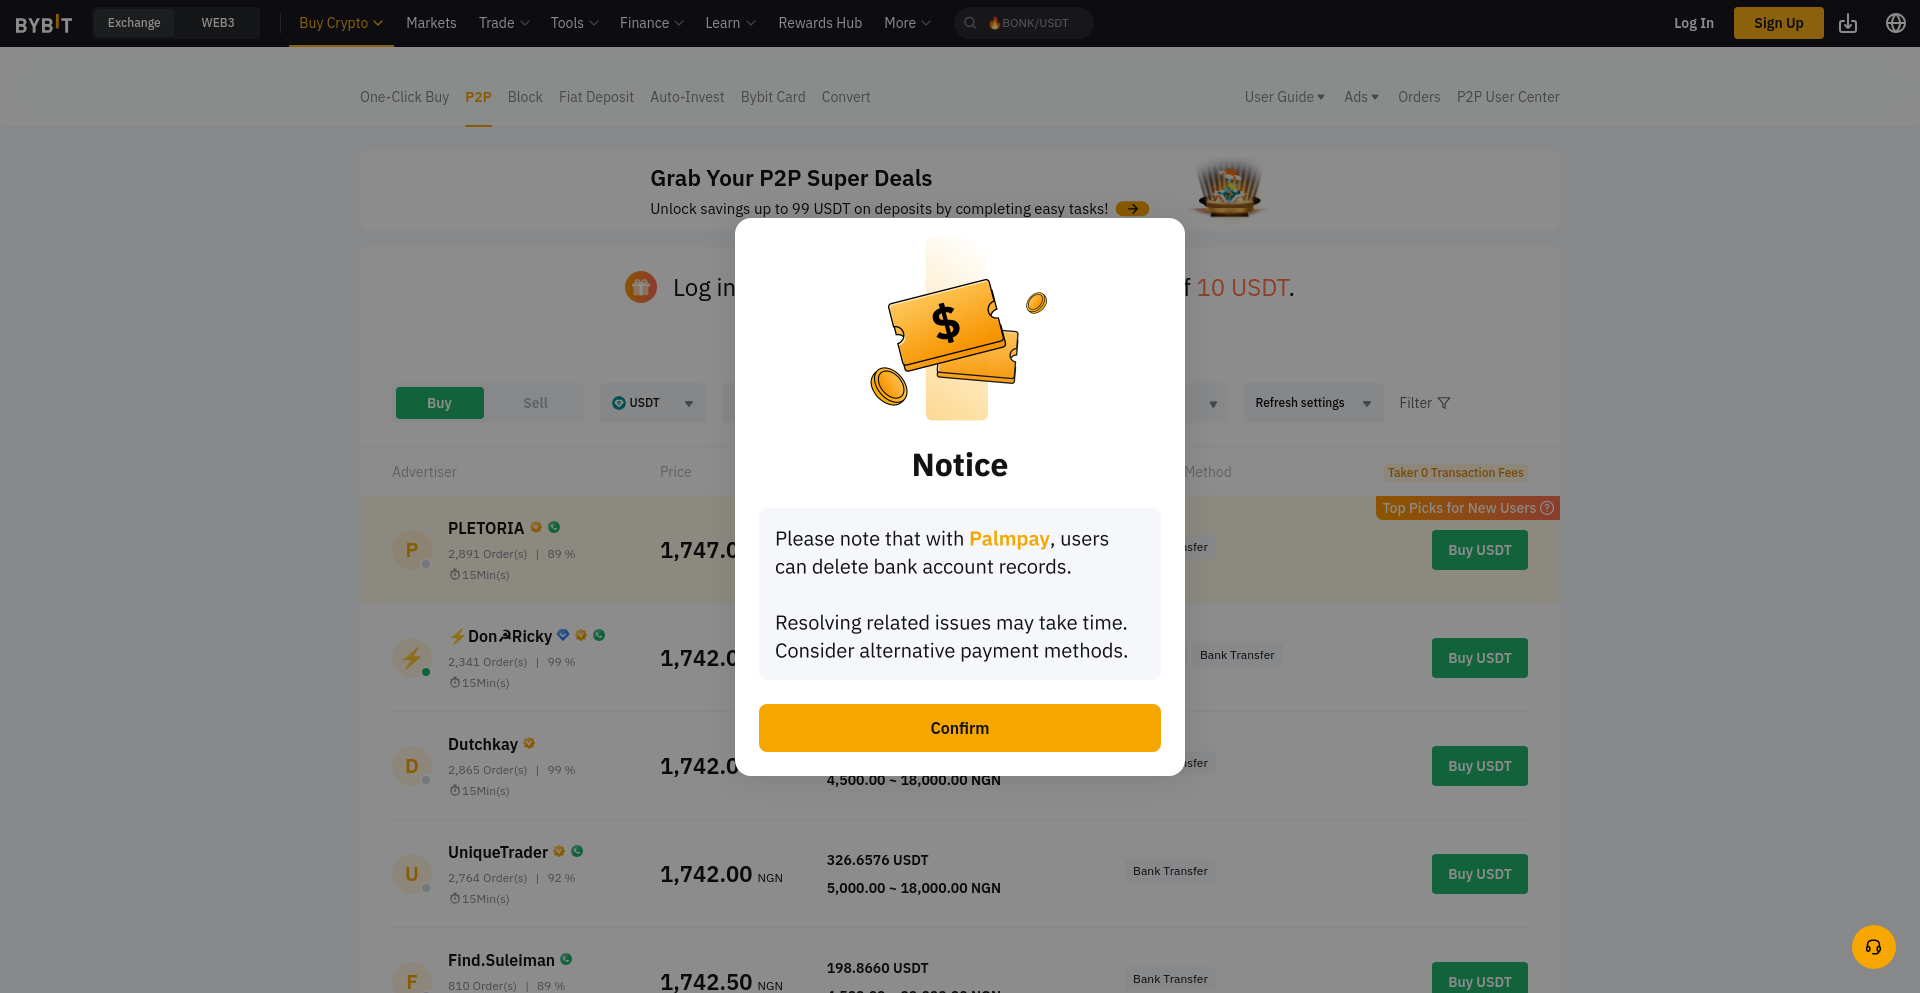 BYBIT Exchange WEB3 Buy Crypto Markets Trade Tools Finance Learn Rewards Hub More BONK/USDT Log In Sign Up
One-Click Buy P2P Block Fiat Deposit Auto-Invest Bybit Card Convert User Guide Ads Orders P2P User Center
Grab Your P2P Super Deals
Unlock savings up to 99 USDT on deposits by completing easy tasks!
Log in 10 USDT.
Buy Sell USDT Refresh settings Filter
Advertiser Price Method Taker 0 Transaction Fees
Top Picks for New Users
P PLETORIA
2,891 Order(s) | 89 %
15Min(s)
1,747.0
Buy USDT
Don Ricky
2,341 Order(s) | 99 %
15Min(s)
1,742.0
Bank Transfer
Buy USDT
D Dutchkay
2,865 Order(s) | 99 %
15Min(s)
1,742.0
4,500.00 ~ 18,000.00 NGN
Buy USDT
U UniqueTrader
2,764 Order(s) | 92 %
15Min(s)
1,742.00 NGN
326.6576 USDT
5,000.00 ~ 18,000.00 NGN
Bank Transfer
Buy USDT
F Find.Suleiman
810 Order(s) | 89 %
1,742.50 NGN
198.8660 USDT
Bank Transfer
Buy USDT
$
Notice
Please note that with Palmpay, users
can delete bank account records.
Resolving related issues may take time.
Consider alternative payment methods.
Confirm